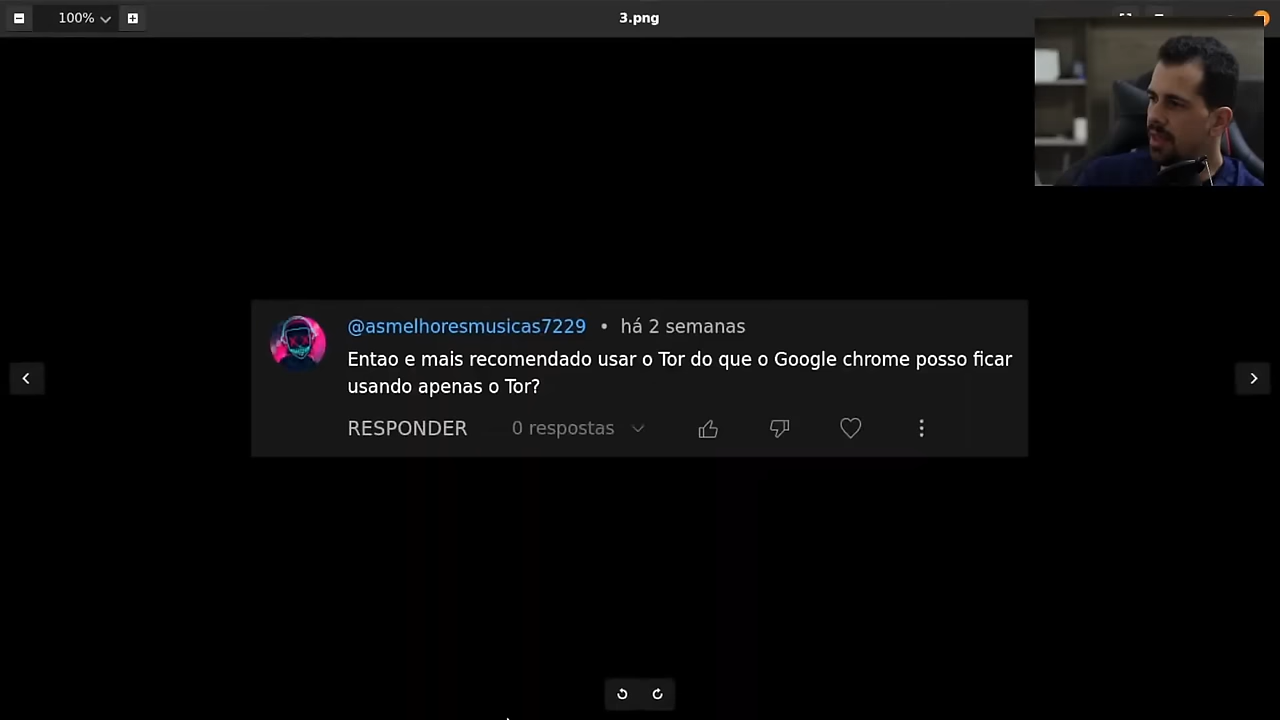 100%
3.png
@asmelhoresmusicas7229 • há 2 semanas
Entao e mais recomendado usar o Tor do que o Google chrome posso ficar
usando apenas o Tor?
RESPONDER 0 respostas